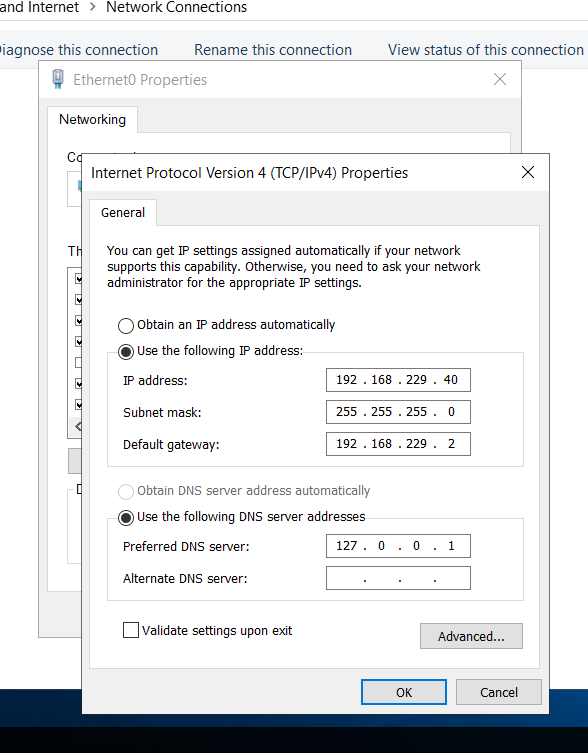 and Internet > Network Connections
iagnose this connection Rename this connection View status of this connection
Ethernet0 Properties
Networking
Internet Protocol Version 4 (TCP/IPv4) Properties
General
You can get IP settings assigned automatically if your network
supports this capability. Otherwise, you need to ask your network
administrator for the appropriate IP settings.
Obtain an IP address automatically
Use the following IP address:
IP address: 192 . 168 . 229 . 40
Subnet mask: 255 . 255 . 255 . 0
Default gateway: 192 . 168 . 229 . 2
Obtain DNS server address automatically
Use the following DNS server addresses
Preferred DNS server: 127 . 0 . 0 . 1
Alternate DNS server: . . .
Validate settings upon exit
Advanced...
OK Cancel